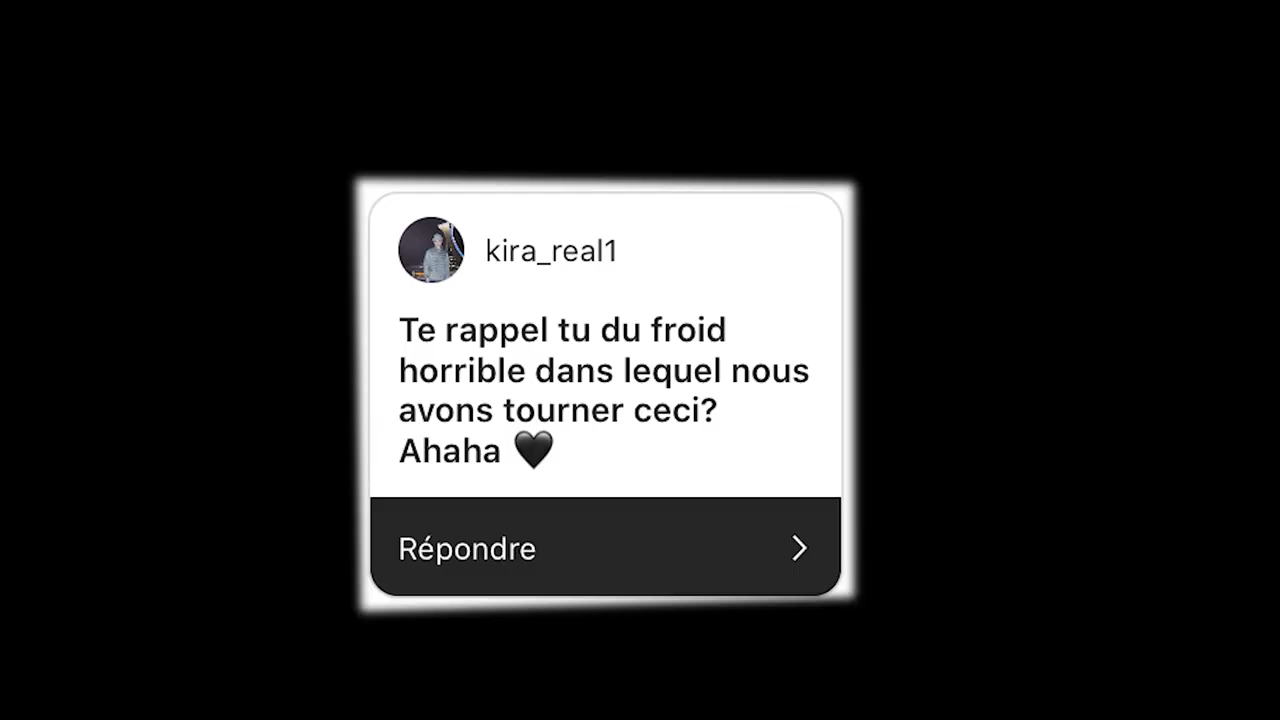 kira_real1
Te rappel tu du froid
horrible dans lequel nous
avons tourner ceci?
Ahaha 🖤
Répondre